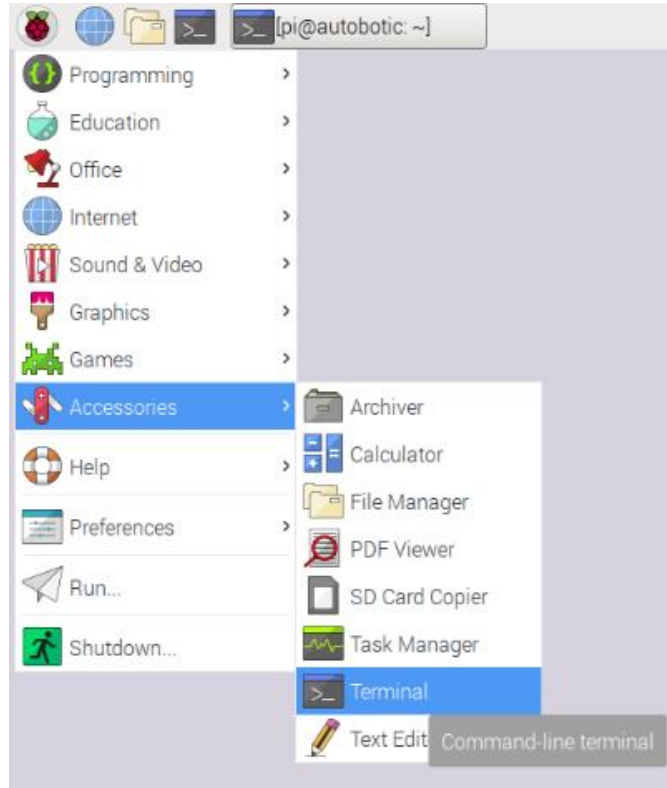 [pi@autobotic: ~]
Programming
Education
Office
Internet
Sound & Video
Graphics
Games
Accessories
Help
Preferences
Run...
Shutdown...
Archiver
Calculator
File Manager
PDF Viewer
SD Card Copier
Task Manager
Terminal
Text Edit
Command-line terminal